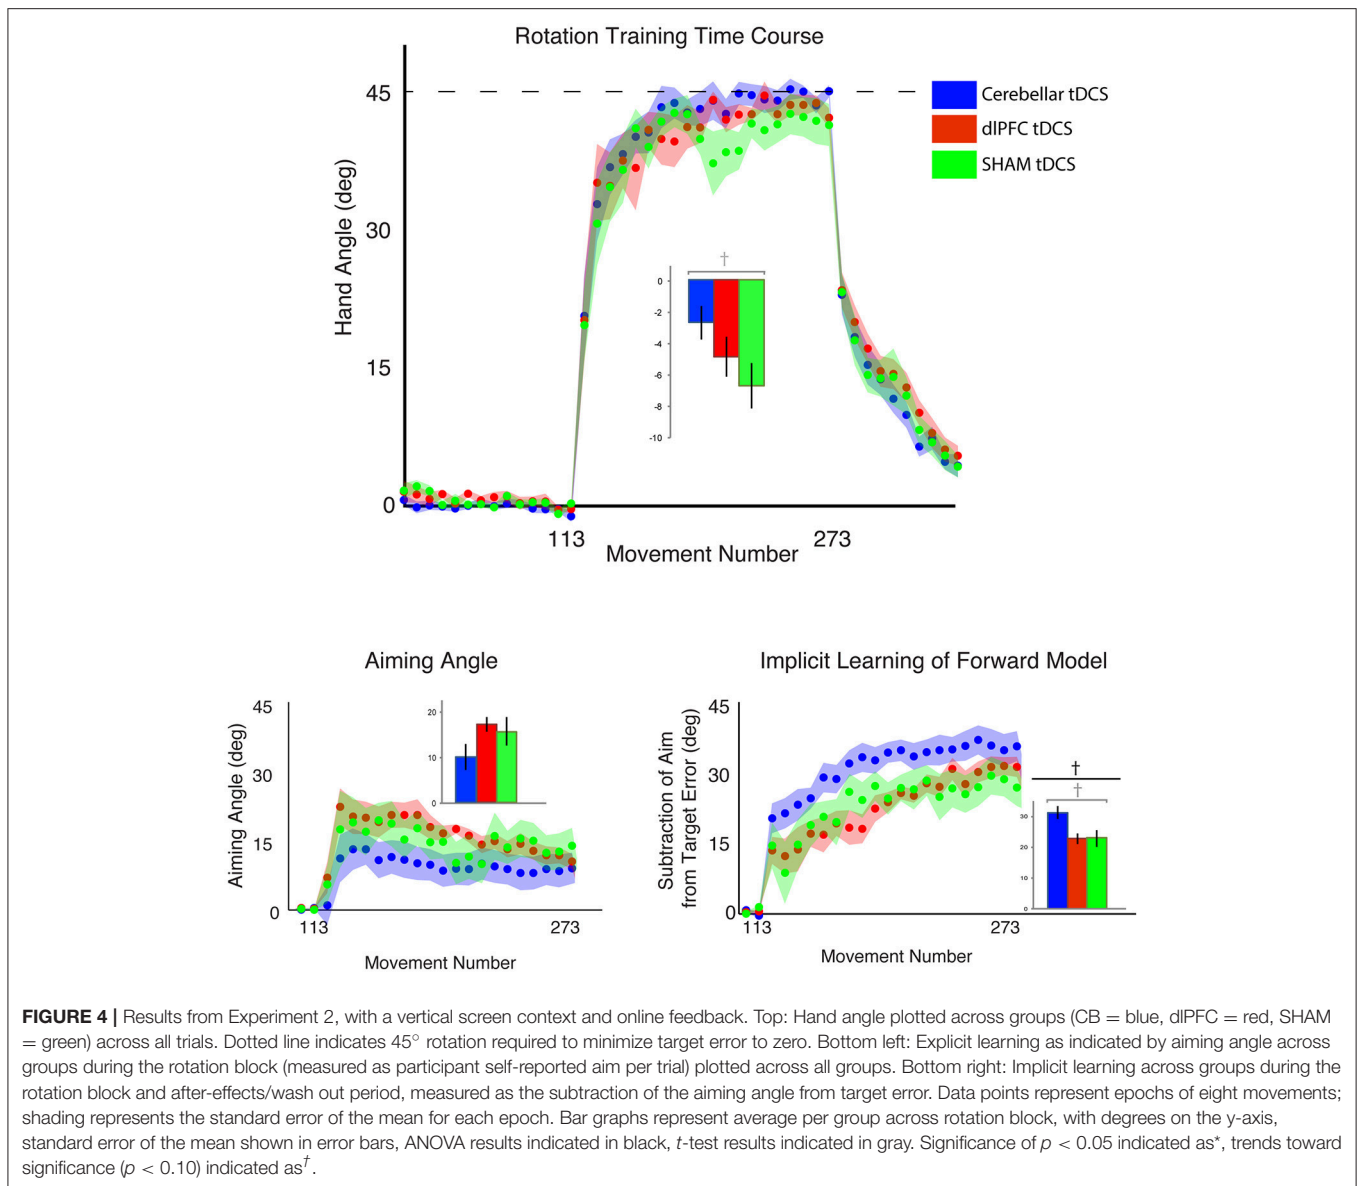 Rotation Training Time Course
Hand Angle (deg)
45
30
15
0
Cerebellar tDCS
dlPFC tDCS
SHAM tDCS
†
0
-2
-4
-6
-8
-10
113
273
Movement Number
Aiming Angle
Aiming Angle (deg)
45
30
15
0
20
10
0
113
273
Movement Number
Implicit Learning of Forward Model
Subtraction of Aim
from Target Error (deg)
45
30
15
0
†
†
30
20
10
0
113
273
Movement Number
FIGURE 4 | Results from Experiment 2, with a vertical screen context and online feedback. Top: Hand angle plotted across groups (CB = blue, dlPFC = red, SHAM
= green) across all trials. Dotted line indicates 45° rotation required to minimize target error to zero. Bottom left: Explicit learning as indicated by aiming angle across
groups during the rotation block (measured as participant self-reported aim per trial) plotted across all groups. Bottom right: Implicit learning across groups during the
rotation block and after-effects/wash out period, measured as the subtraction of the aiming angle from target error. Data points represent epochs of eight movements;
shading represents the standard error of the mean for each epoch. Bar graphs represent average per group across rotation block, with degrees on the y-axis,
standard error of the mean shown in error bars, ANOVA results indicated in black, t-test results indicated in gray. Significance of p < 0.05 indicated as*, trends toward
significance (p < 0.10) indicated as†.